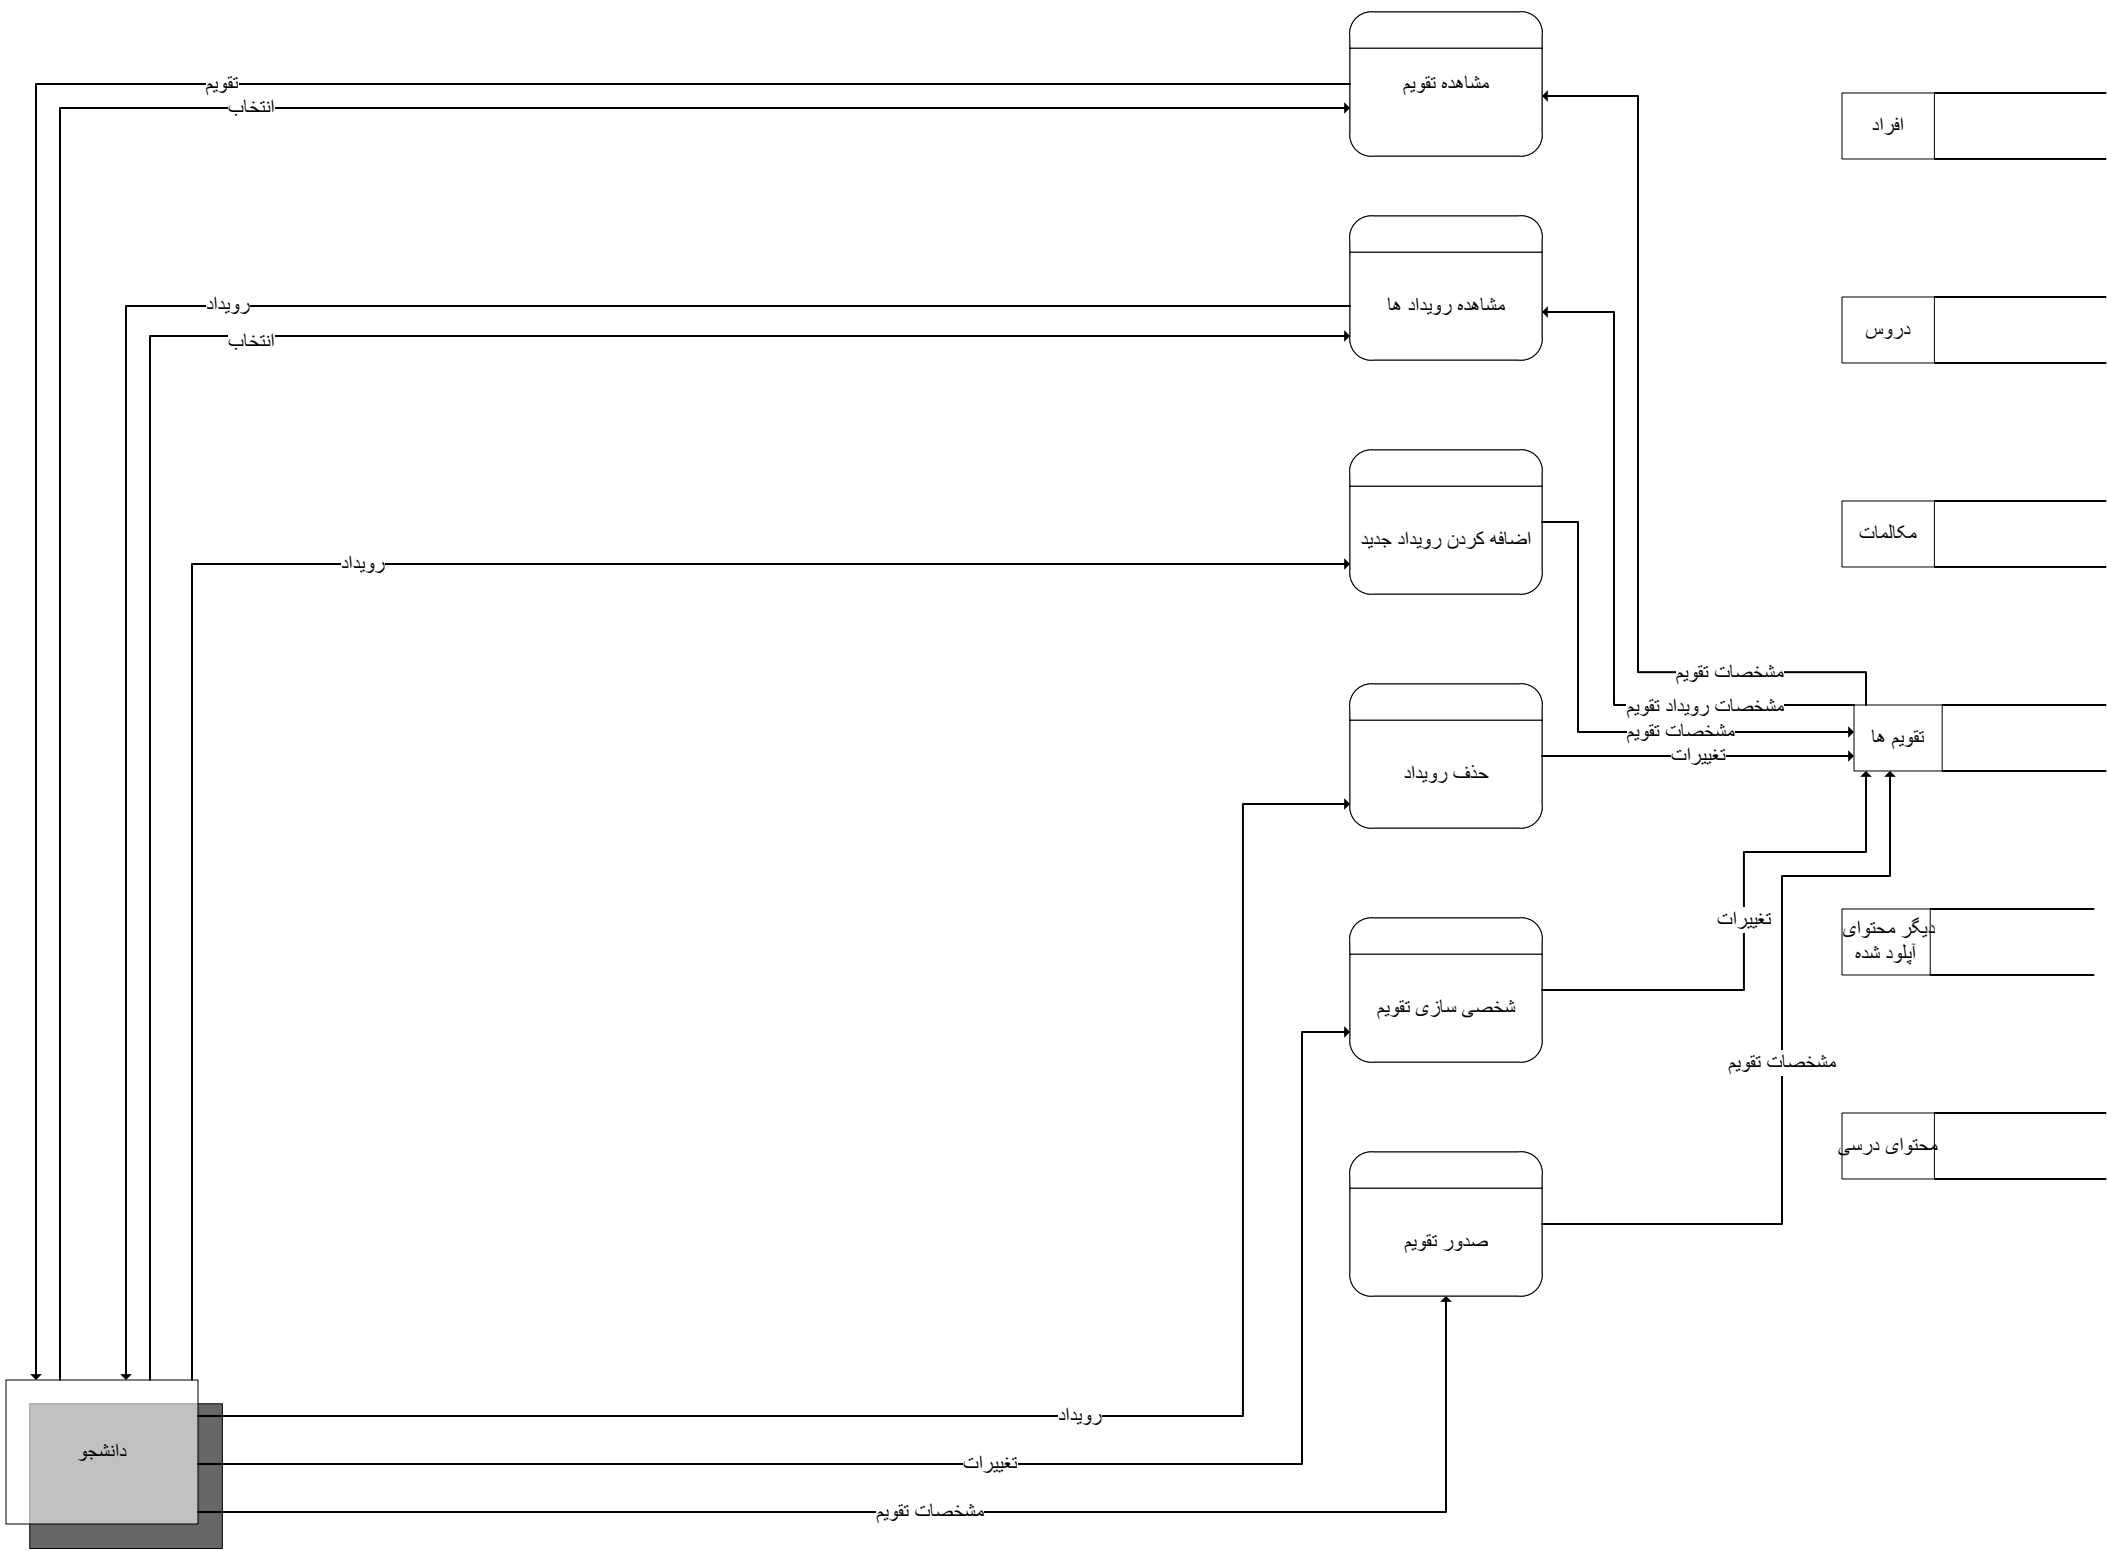 مشاهده تقویم
تقویم
انتخاب
افراد
مشاهده رویداد ها
رویداد
انتخاب
دروس
اضافه کردن رویداد جدید
رویداد
مکالمات
مشخصات تقویم
مشخصات رویداد تقویم
مشخصات تقویم
تغییرات
تقویم ها
حذف رویداد
تغییرات
دیگر محتوای
آپلود شده
شخصی سازی تقویم
مشخصات تقویم
محتوای درسی
صدور تقویم
رویداد
دانشجو
تغییرات
مشخصات تقویم